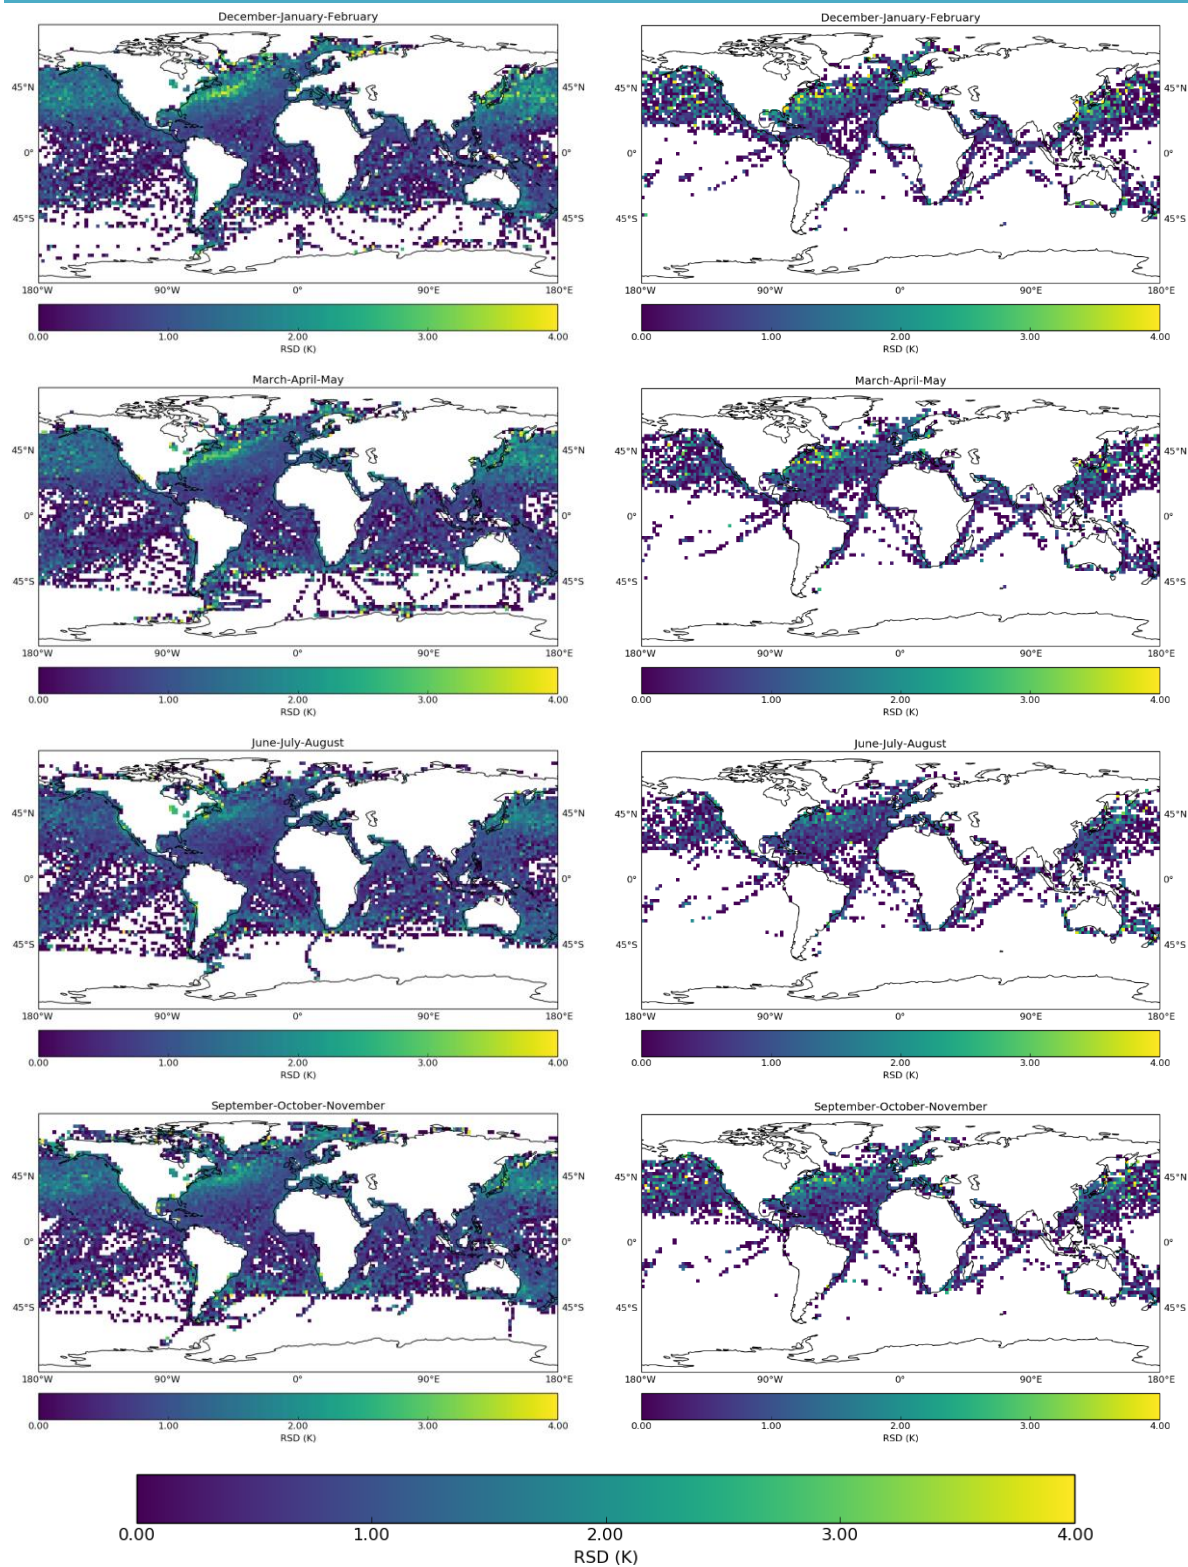 December-January-February
December-January-February
45°N 45°N
0° 0°
45°S 45°S
180°W 90°W 0° 90°E 180°E
180°W 90°W 0° 90°E 180°E
0.00 1.00 2.00 3.00 4.00
RSD (K)
0.00 1.00 2.00 3.00 4.00
RSD (K)
March-April-May
March-April-May
45°N 45°N
0° 0°
45°S 45°S
180°W 90°W 0° 90°E 180°E
180°W 90°W 0° 90°E 180°E
0.00 1.00 2.00 3.00 4.00
RSD (K)
0.00 1.00 2.00 3.00 4.00
RSD (K)
June-July-August
June-July-August
45°N 45°N
0° 0°
45°S 45°S
180°W 90°W 0° 90°E 180°E
180°W 90°W 0° 90°E 180°E
0.00 1.00 2.00 3.00 4.00
RSD (K)
0.00 1.00 2.00 3.00 4.00
RSD (K)
September-October-November
September-October-November
45°N 45°N
0° 0°
45°S 45°S
180°W 90°W 0° 90°E 180°E
180°W 90°W 0° 90°E 180°E
0.00 1.00 2.00 3.00 4.00
RSD (K)
0.00 1.00 2.00 3.00 4.00
RSD (K)
0.00 1.00 2.00 3.00 4.00
RSD (K)